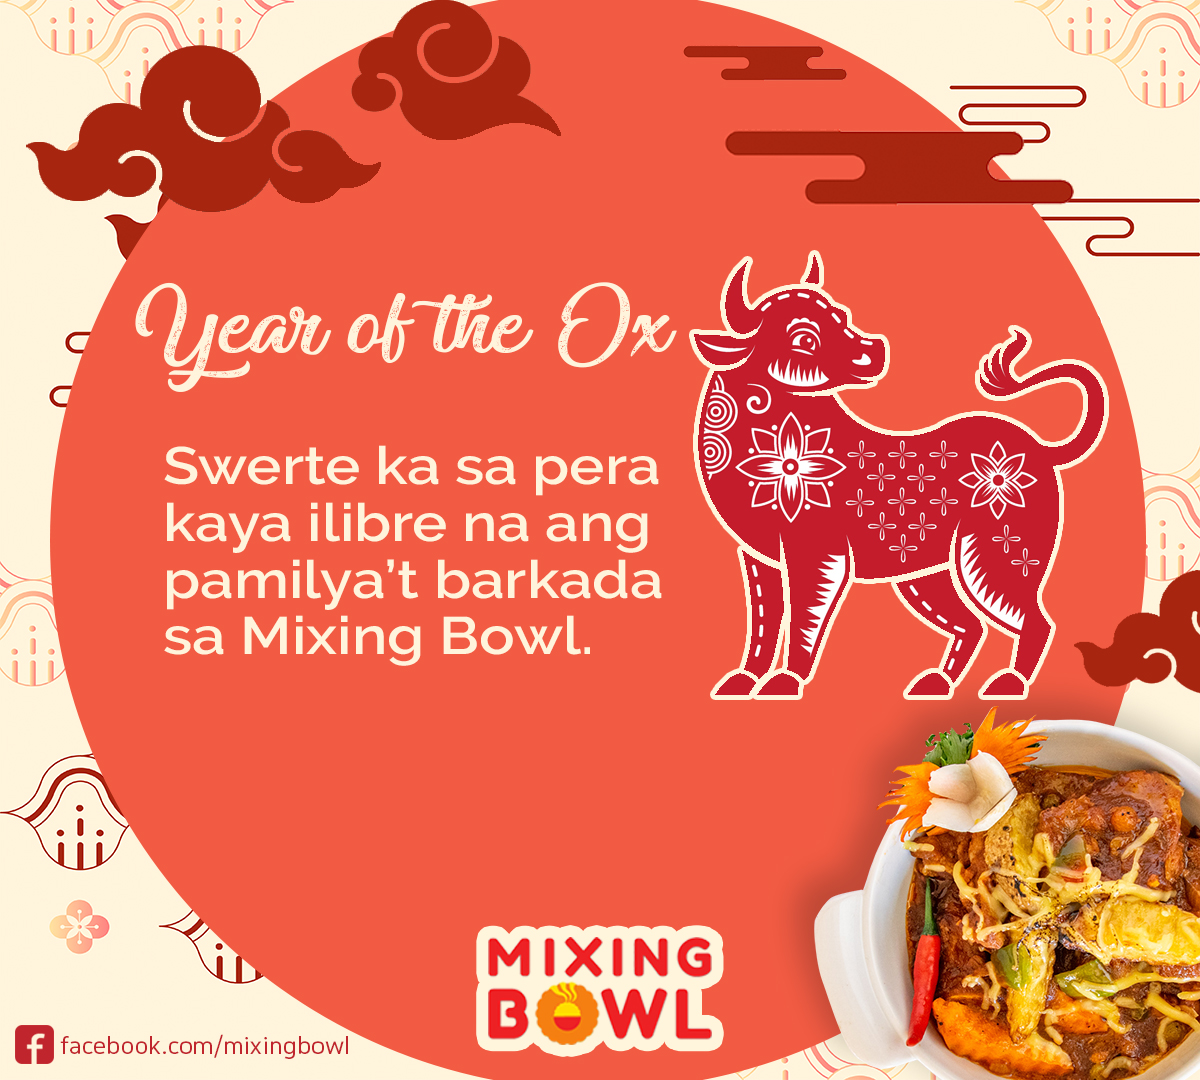 Year of the Ox
Swerte ka sa pera
kaya ilibre na ang
pamilya’t barkada
sa Mixing Bowl.
MIXING
BOWL
facebook.com/mixingbowl